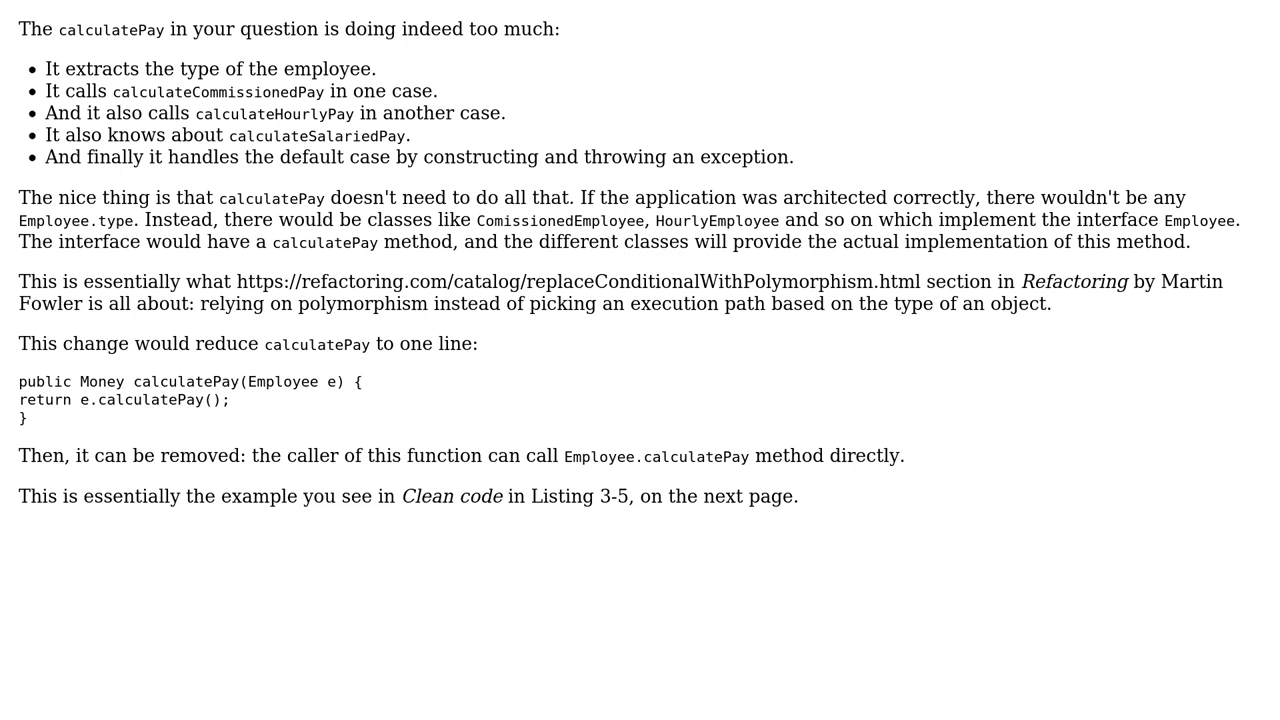 The calculatePay in your question is doing indeed too much:
• It extracts the type of the employee.
• It calls calculateCommissionedPay in one case.
• And it also calls calculateHourlyPay in another case.
• It also knows about calculateSalariedPay.
• And finally it handles the default case by constructing and throwing an exception.
The nice thing is that calculatePay doesn't need to do all that. If the application was architected correctly, there wouldn't be any
Employee.type. Instead, there would be classes like ComissionedEmployee, HourlyEmployee and so on which implement the interface Employee.
The interface would have a calculatePay method, and the different classes will provide the actual implementation of this method.
This is essentially what https://refactoring.com/catalog/replaceConditionalWithPolymorphism.html section in Refactoring by Martin
Fowler is all about: relying on polymorphism instead of picking an execution path based on the type of an object.
This change would reduce calculatePay to one line:
public Money calculatePay(Employee e) {
return e.calculatePay();
}
Then, it can be removed: the caller of this function can call Employee.calculatePay method directly.
This is essentially the example you see in Clean code in Listing 3-5, on the next page.